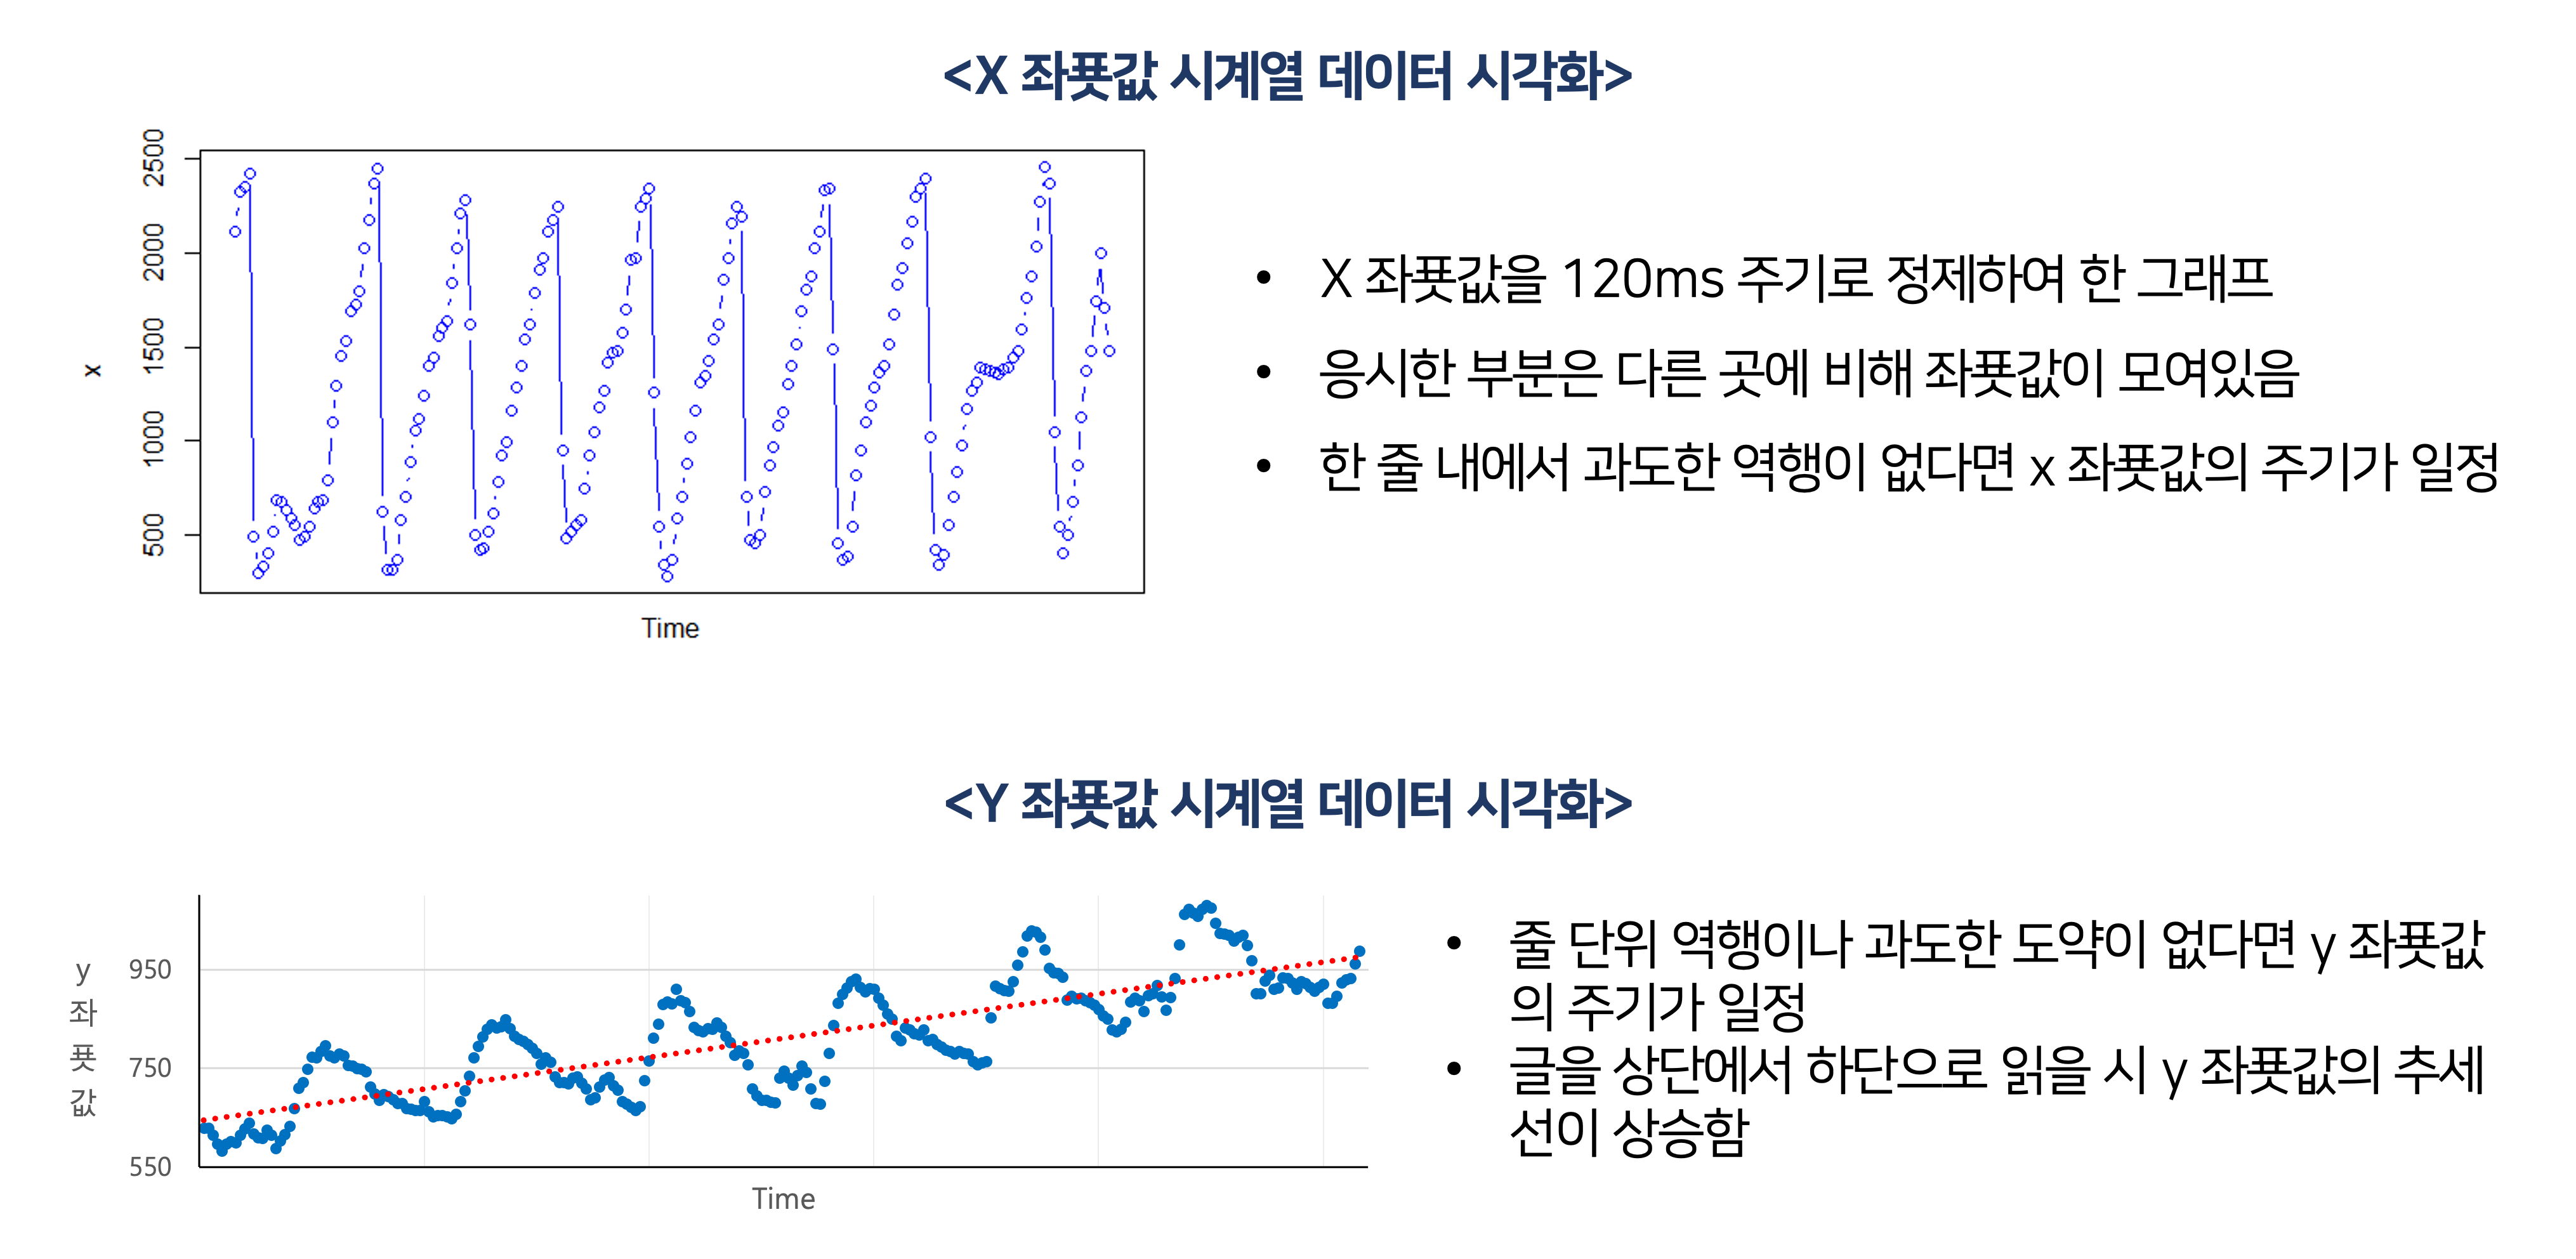 <X 좌푯값 시계열 데이터 시각화>
2500
2000
1500
1000
500
x
Time
• X 좌푯값을 120ms 주기로 정제하여 한 그래프
• 응시한 부분은 다른 곳에 비해 좌푯값이 모여있음
• 한 줄 내에서 과도한 역행이 없다면 x 좌푯값의 주기가 일정
<Y 좌푯값 시계열 데이터 시각화>
y
좌
푯
값
950
750
550
Time
• 줄 단위 역행이나 과도한 도약이 없다면 y 좌푯값
의 주기가 일정
• 글을 상단에서 하단으로 읽을 시 y 좌푯값의 추세
선이 상승함